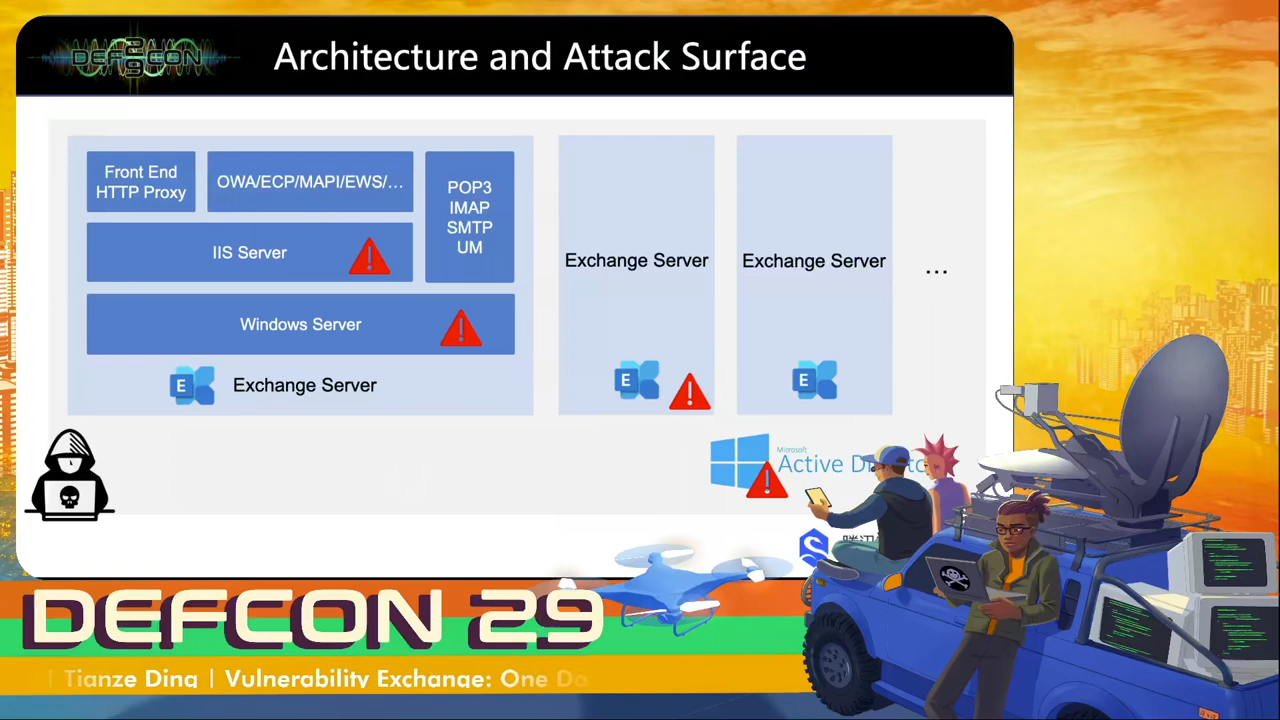 DEFCON
29
Architecture and Attack Surface
Front End
HTTP Proxy
OWA/ECP/MAPI/EWS/…
POP3
IMAP
SMTP
UM
IIS Server
Windows Server
E
Exchange Server
Exchange Server
E
Exchange Server
E
...
Microsoft
Active
DEFCON 29
| Tianze Ding | Vulnerability Exchange: One Do